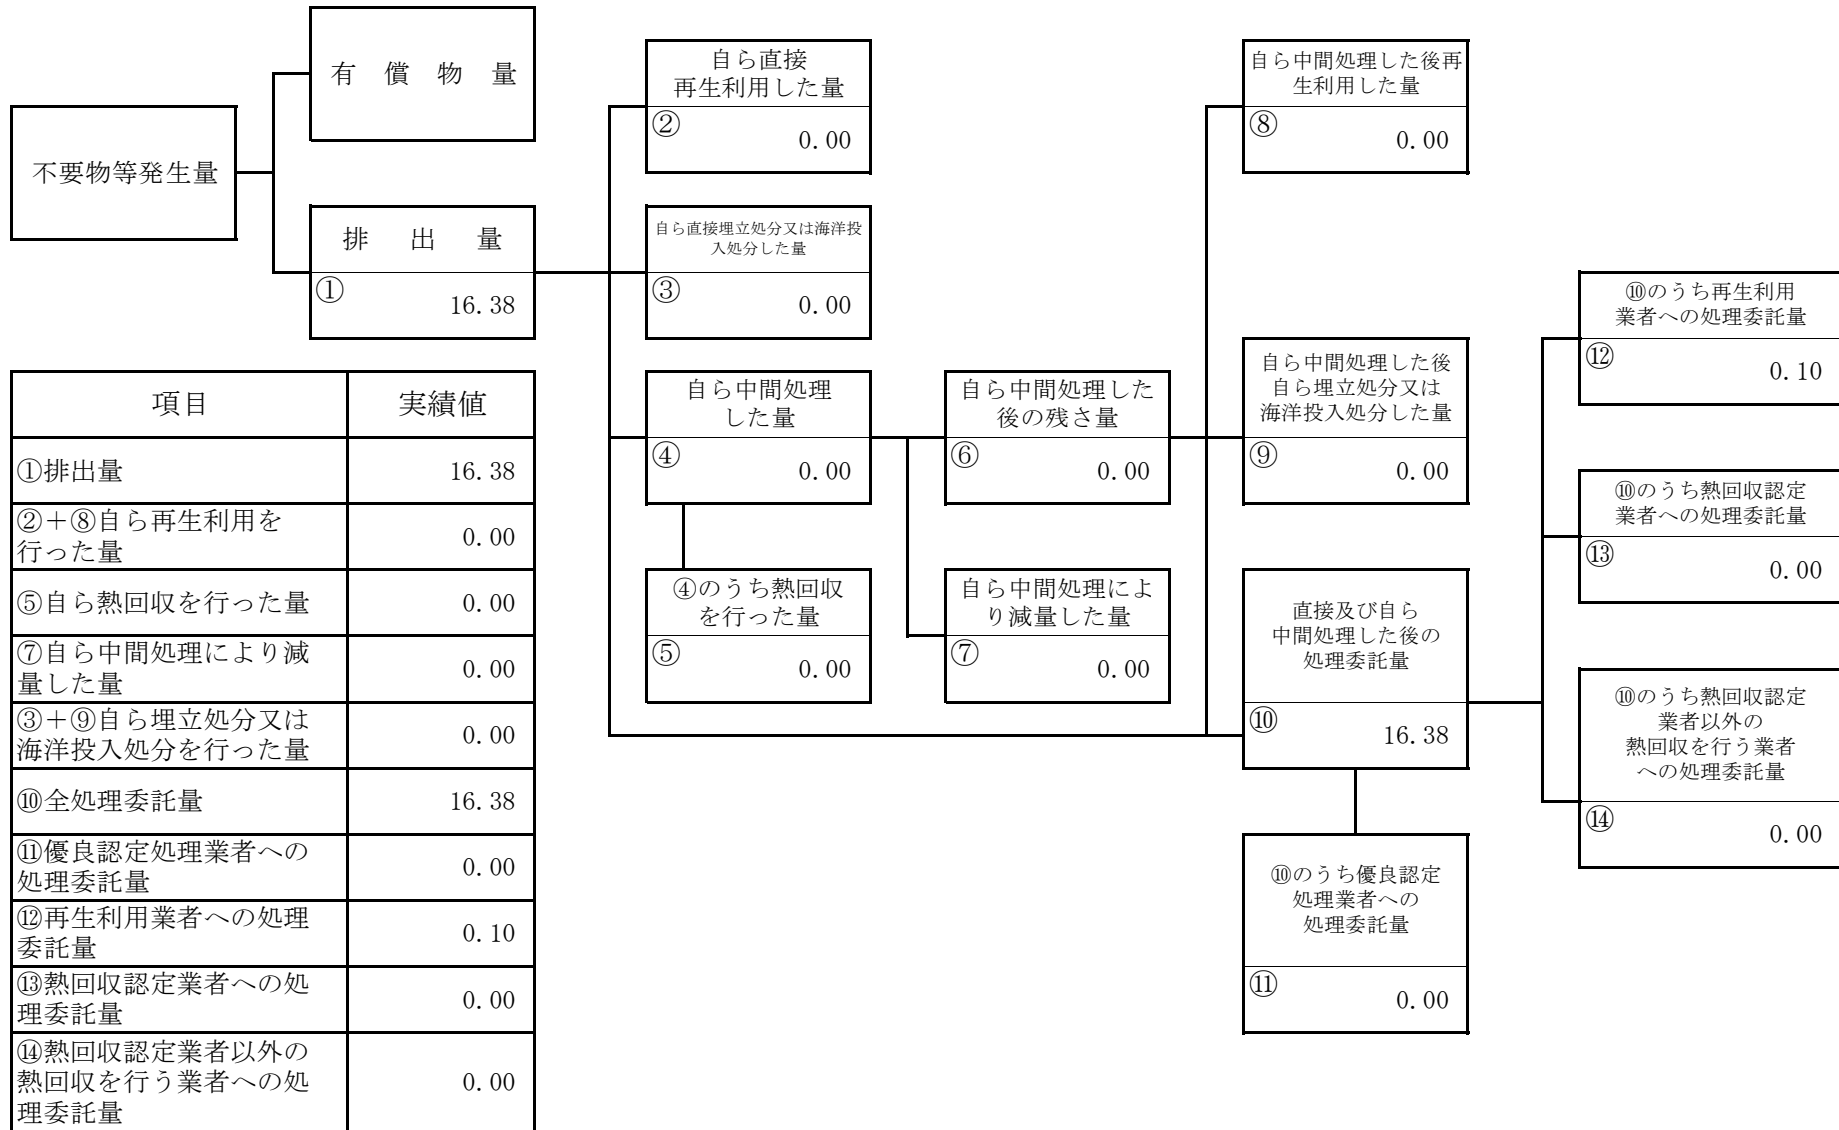 有償物量
不要物等発生量
排出量
①
16.38
自ら直接
再生利用した量
②
0.00
自ら直接埋立処分又は海洋投
入処分した量
③
0.00
自ら中間処理
した量
④
0.00
④のうち熱回収
を行った量
⑤
0.00
自ら中間処理した
後の残さ量
⑥
0.00
自ら中間処理によ
り減量した量
⑦
0.00
自ら中間処理した後再
生利用した量
⑧
0.00
自ら中間処理した後
自ら埋立処分又は
海洋投入処分した量
⑨
0.00
直接及び自ら
中間処理した後の
処理委託量
⑩
16.38
⑩のうち優良認定
処理業者への
処理委託量
⑪
0.00
⑩のうち再生利用
業者への処理委託量
⑫
0.10
⑩のうち熱回収認定
業者への処理委託量
⑬
0.00
⑩のうち熱回収認定
業者以外の
熱回収を行う業者
への処理委託量
⑭
0.00
項目 実績値
①排出量 16.38
②+⑧自ら再生利用を
行った量 0.00
⑤自ら熱回収を行った量 0.00
⑦自ら中間処理により減
量した量 0.00
③+⑨自ら埋立処分又は
海洋投入処分を行った量 0.00
⑩全処理委託量 16.38
⑪優良認定処理業者への
処理委託量 0.00
⑫再生利用業者への処理
委託量 0.10
⑬熱回収認定業者への処
理委託量 0.00
⑭熱回収認定業者以外の
熱回収を行う業者への処 0.00
理委託量